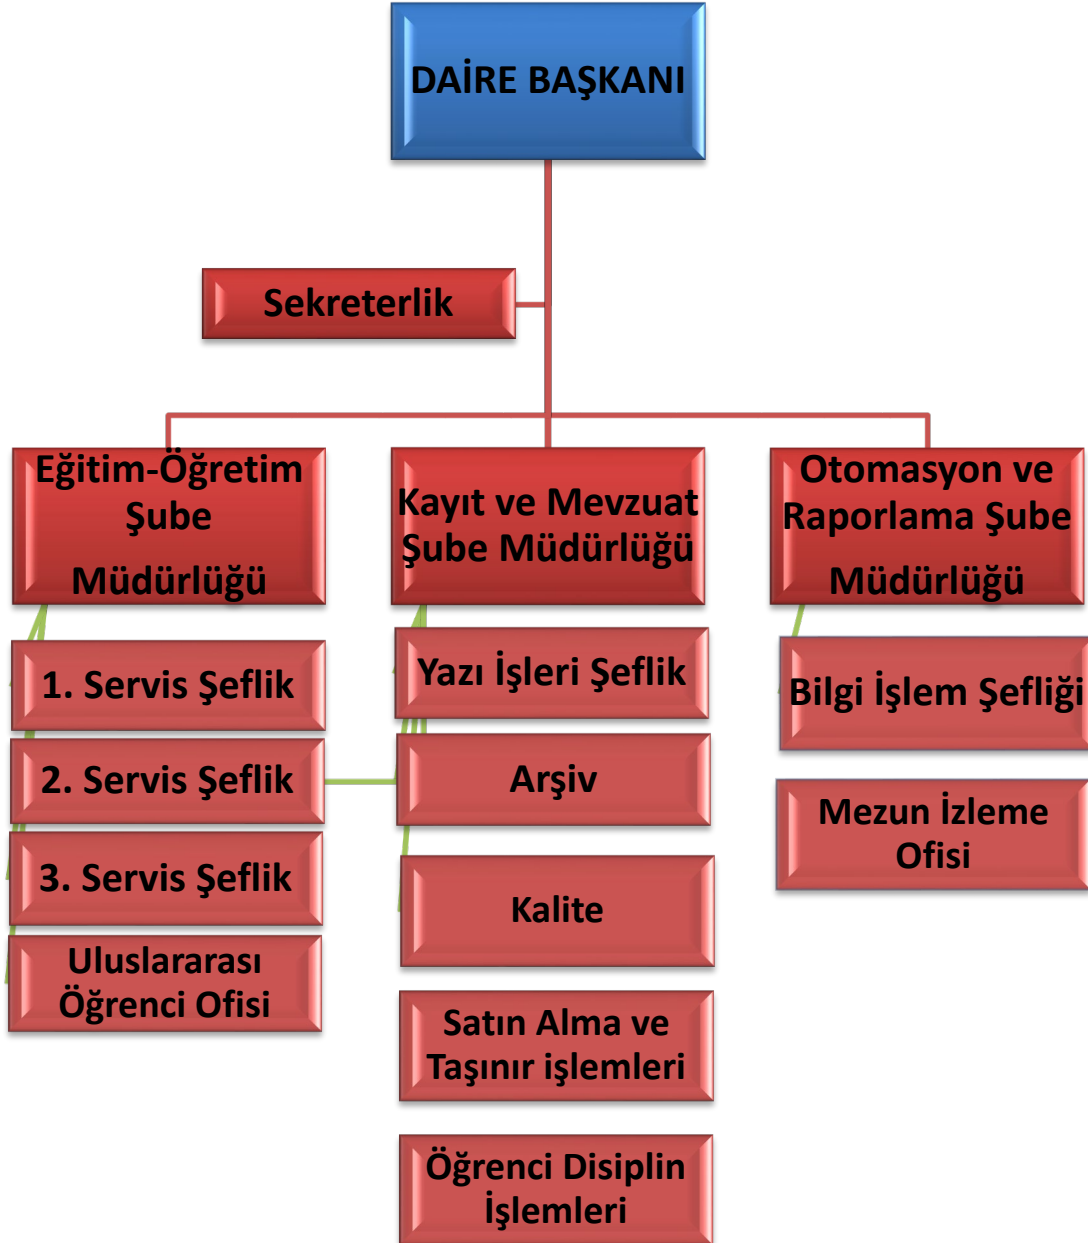 DAİRE BAŞKANI
Sekreterlik
Eğitim-Öğretim
Şube
Müdürlüğü
1. Servis Şeflik
2. Servis Şeflik
3. Servis Şeflik
Uluslararası
Öğrenci Ofisi
Kayıt ve Mevzuat
Şube Müdürlüğü
Yazı İşleri Şeflik
Arşiv
Kalite
Satın Alma ve
Taşınır işlemleri
Öğrenci Disiplin
İşlemleri
Otomasyon ve
Raporlama Şube
Müdürlüğü
Bilgi İşlem Şefliği
Mezun İzleme
Ofisi